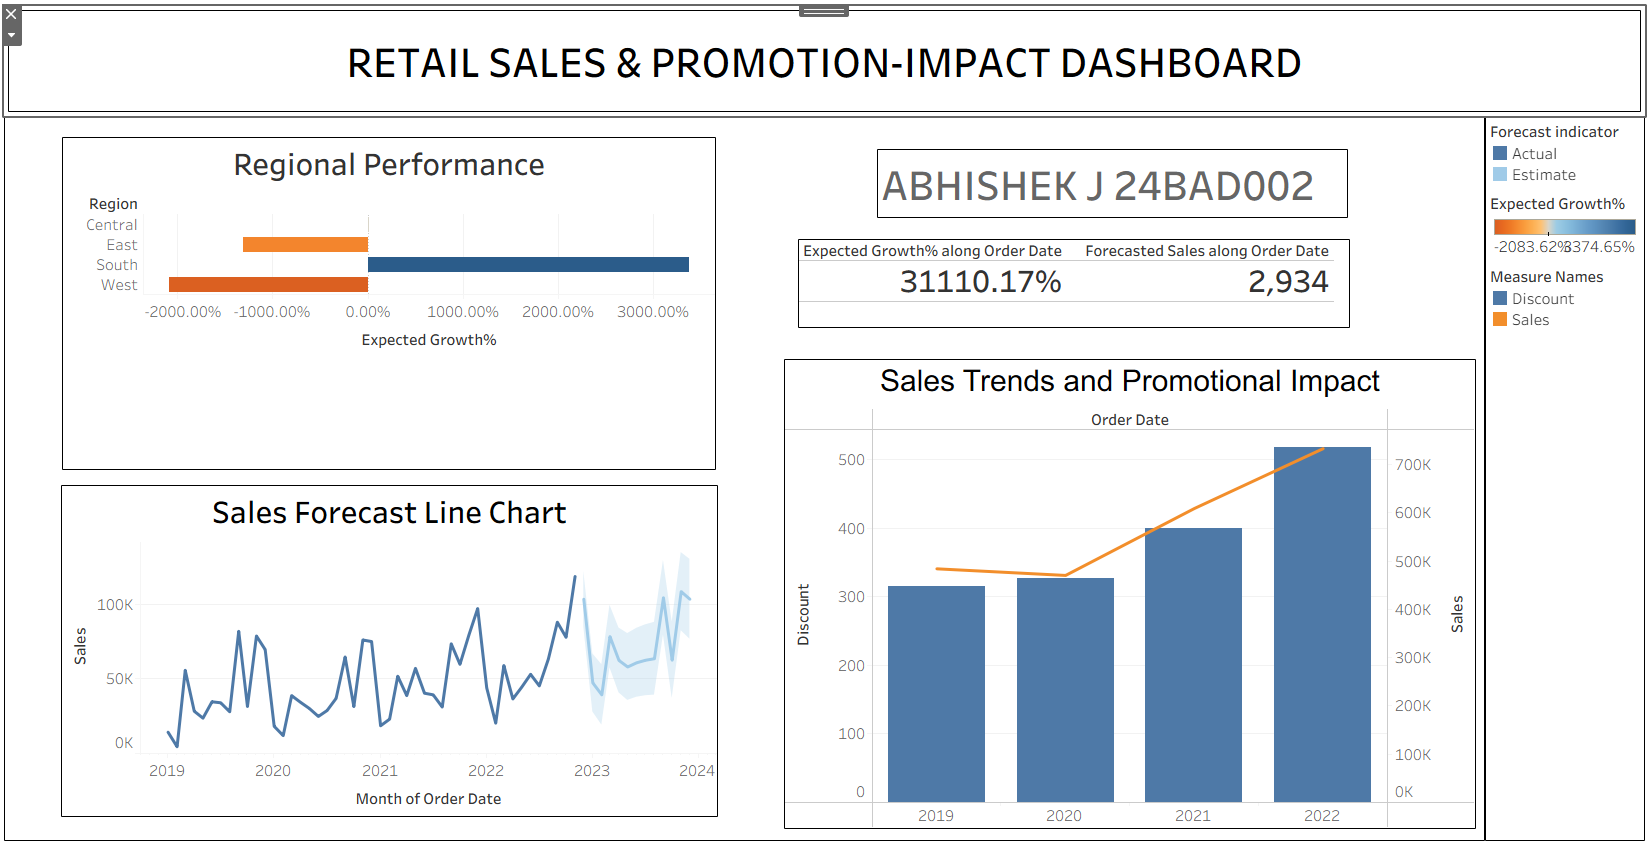 RETAIL SALES & PROMOTION-IMPACT DASHBOARD
Regional Performance
Region
Central
East
South
West
-2000.00% -1000.00% 0.00% 1000.00% 2000.00% 3000.00%
Expected Growth%
ABHISHEK J 24BAD002
Expected Growth% along Order Date Forecasted Sales along Order Date
31110.17% 2,934
Sales Forecast Line Chart
Sales
100K
50K
0K
2019 2020 2021 2022 2023 2024
Month of Order Date
Sales Trends and Promotional Impact
Order Date
Discount
500
400
300
200
100
0
700K
600K
500K
400K
300K
200K
100K
0K
Sales
2019 2020 2021 2022
Forecast indicator
Actual
Estimate
Expected Growth%
-2083.62% 3374.65%
Measure Names
Discount
Sales